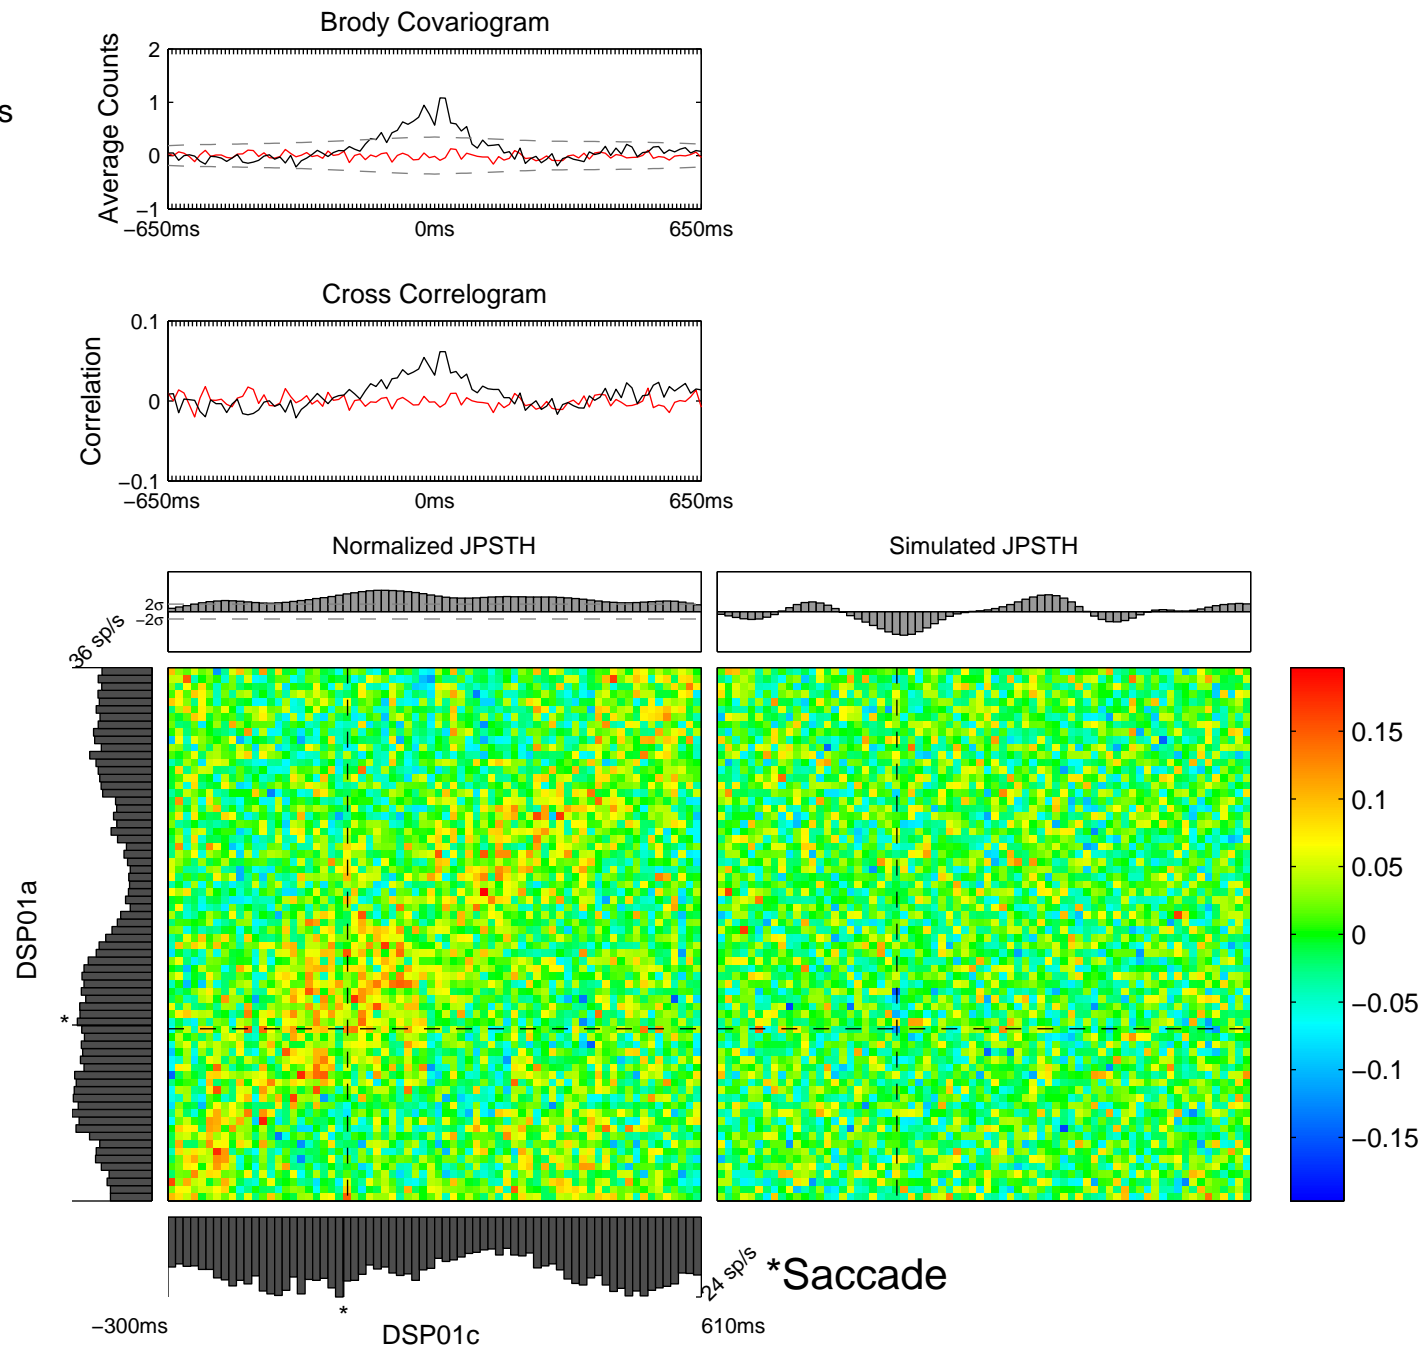 Brody Covariogram
s
Average Counts
2
1
0
−1
−650ms
0ms
650ms
Cross Correlogram
Correlation
0.1
0
−0.1
−650ms
0ms
650ms
Normalized JPSTH
Simulated JPSTH
2σ
−2σ
36 sp/s
DSP01a
*
0.15
0.1
0.05
0
−0.05
−0.1
−0.15
24 sp/s
*Saccade
*
−300ms
DSP01c
610ms